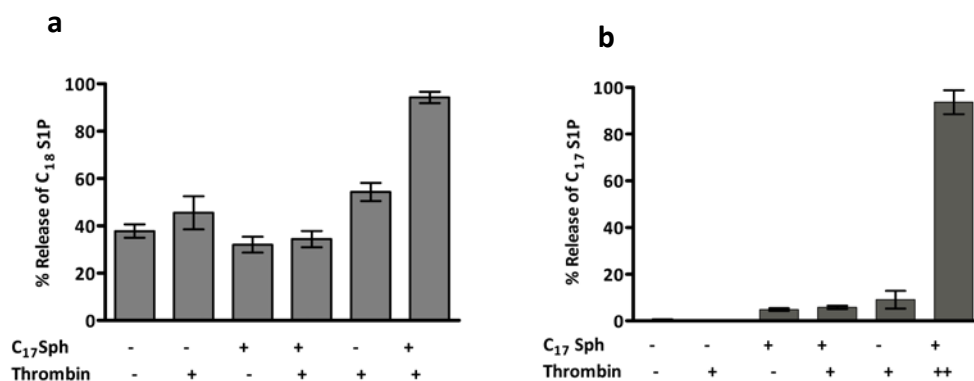 a
100
80
60
40
20
0
% Release of C18 S1P
C17Sph - - + + - +
Thrombin - + - + + +
b
100
80
60
40
20
0
% Release of C17 S1P
C17 Sph - - + + - +
Thrombin - + + + ++